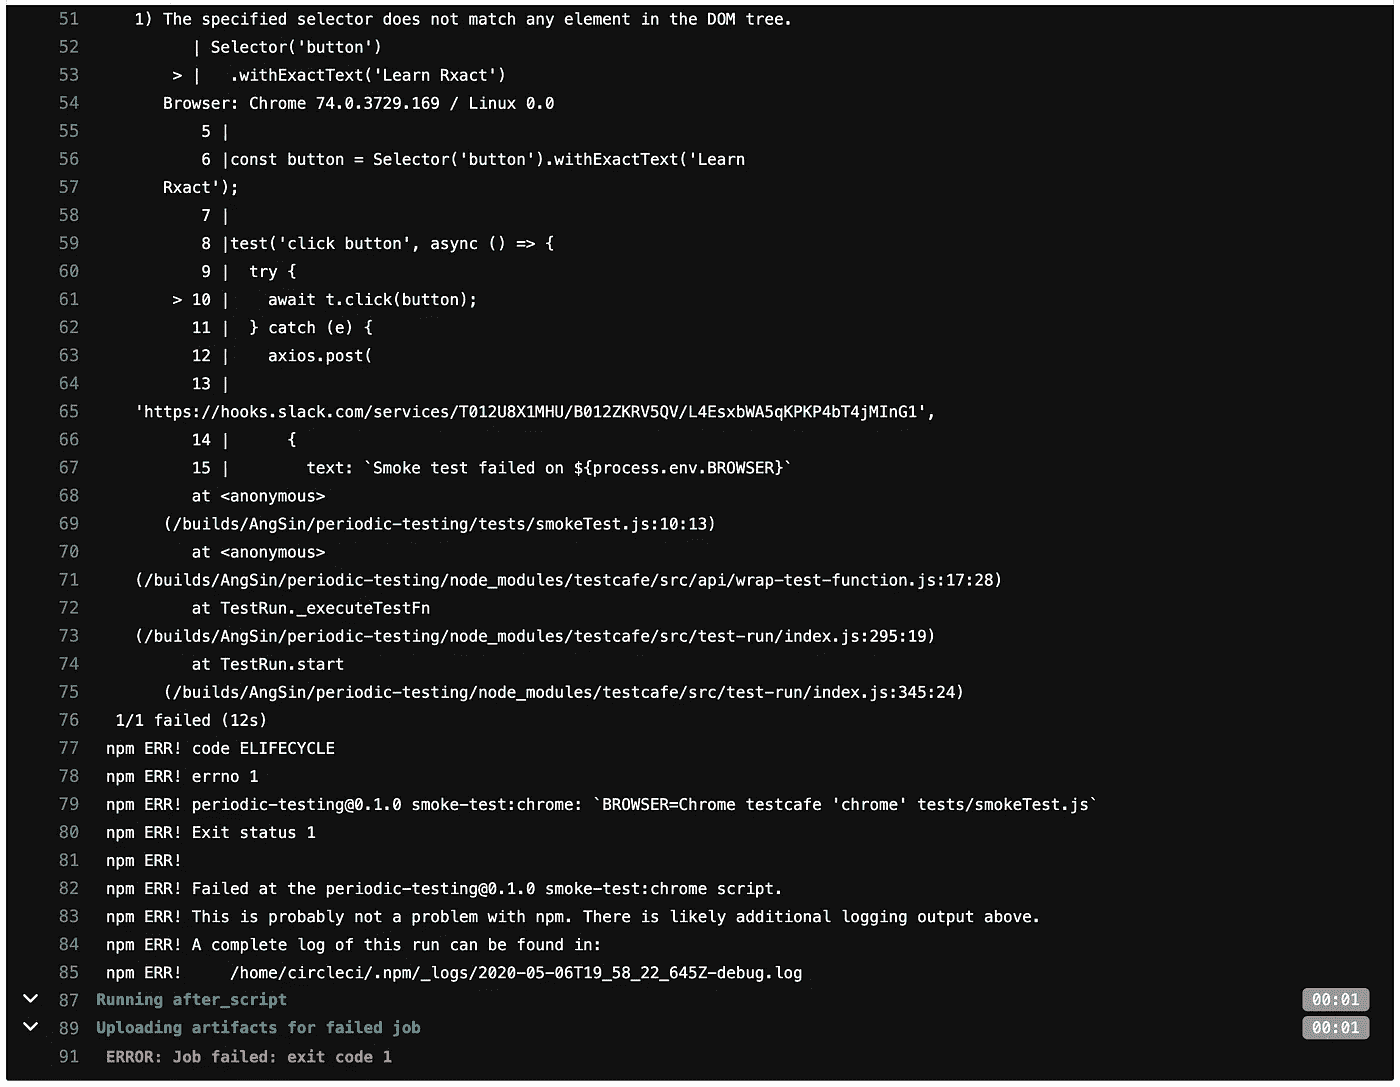 51 1) The specified selector does not match any element in the DOM tree.
52 | Selector('button')
53 > | .withExactText('Learn Rxact')
54 Browser: Chrome 74.0.3729.169 / Linux 0.0
55 5 |
56 6 |const button = Selector('button').withExactText('Learn
57 Rxact');
58 7 |
59 8 |test('click button', async () => {
60 9 | try {
61 > 10 | await t.click(button);
62 11 | } catch (e) {
63 12 | axios.post(
64 13 |
65 'https://hooks.slack.com/services/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',
66 14 | {
67 15 | text: `Smoke test failed on ${process.env.BROWSER}`
68 at <anonymous>
69 (/builds/AngSin/periodic-testing/tests/smokeTest.js:10:13)
70 at <anonymous>
71 (/builds/AngSin/periodic-testing/node_modules/testcafe/src/api/wrap-test-function.js:17:28)
72 at TestRun._executeTestFn
73 (/builds/AngSin/periodic-testing/node_modules/testcafe/src/test-run/index.js:295:19)
74 at TestRun.start
75 (/builds/AngSin/periodic-testing/node_modules/testcafe/src/test-run/index.js:345:24)
76 1/1 failed (12s)
77 npm ERR! code ELIFECYCLE
78 npm ERR! errno 1
79 npm ERR! periodic-testing@0.1.0 smoke-test:chrome: `BROWSER=Chrome testcafe 'chrome' tests/smokeTest.js`
80 npm ERR! Exit status 1
81 npm ERR!
82 npm ERR! Failed at the periodic-testing@0.1.0 smoke-test:chrome script.
83 npm ERR! This is probably not a problem with npm. There is likely additional logging output above.
84 npm ERR! A complete log of this run can be found in:
85 npm ERR! /home/circleci/.npm/_logs/2020-05-06T19_58_22_645Z-debug.log
87 Running after_script 00:01
89 Uploading artifacts for failed job 00:01
91 ERROR: Job failed: exit code 1